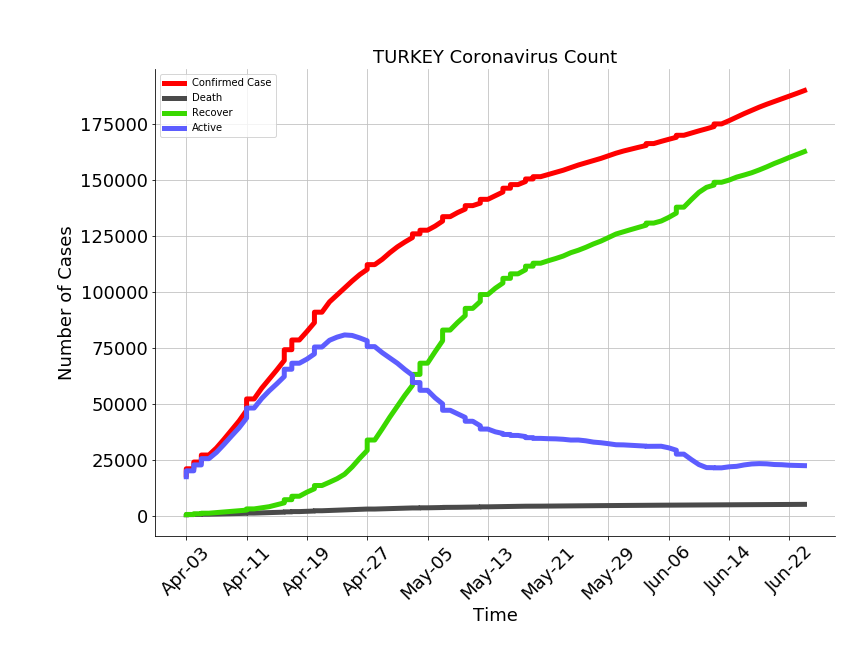 TURKEY Coronavirus Count
Confirmed Case
Death
Recover
Active
Number of Cases
175000
150000
125000
100000
75000
50000
25000
0
Apr-03
Apr-11
Apr-19
Apr-27
May-05
May-13
May-21
May-29
Jun-06
Jun-14
Jun-22
Time